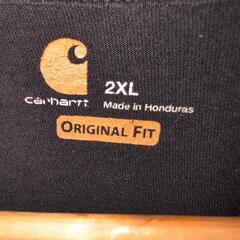 2XL
carhartt Made in Honduras
ORIGINAL FIT